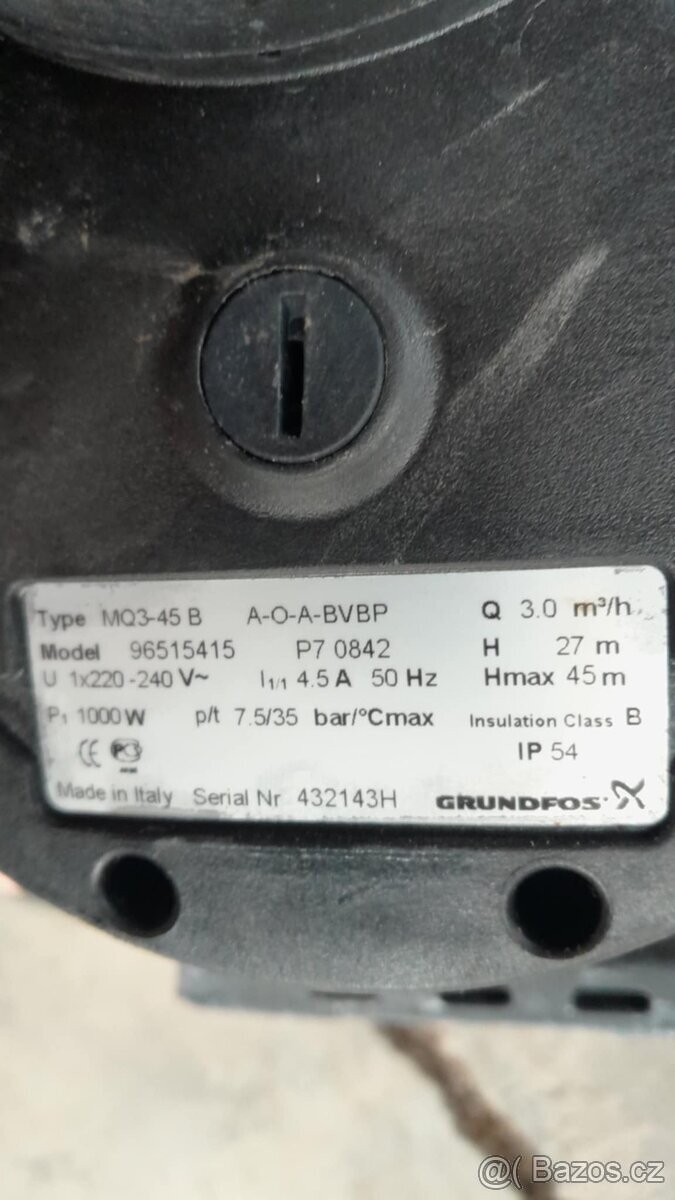 Type MQ3-45 B A-O-A-BVBP Q 3.0 m³/h
Model 96515415 P7 0842 H 27 m
U 1x220-240 V~ I1/1 4.5 A 50 Hz Hmax 45 m
P1 1000 W p/t 7.5/35 bar/°Cmax Insulation Class B
CE IP 54
Made in Italy Serial Nr 432143H GRUNDFOS
@( Bazos.cz